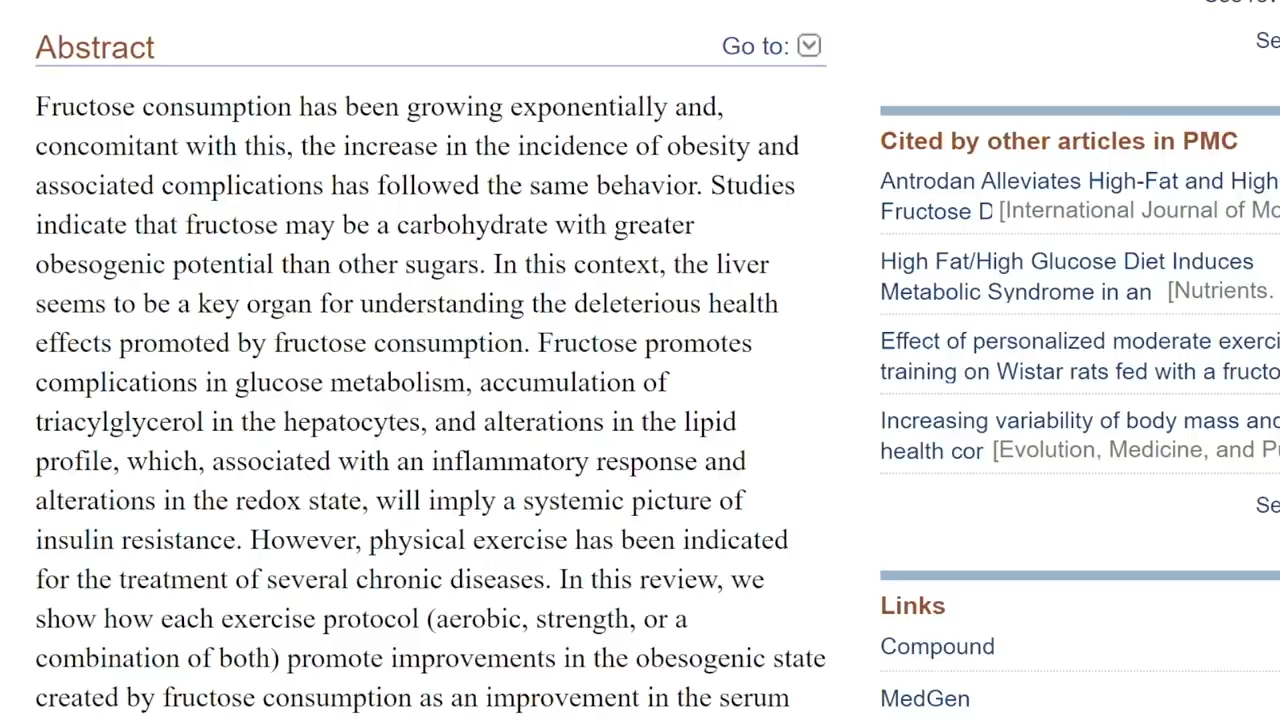 Abstract
Go to:
Fructose consumption has been growing exponentially and,
concomitant with this, the increase in the incidence of obesity and
associated complications has followed the same behavior. Studies
indicate that fructose may be a carbohydrate with greater
obesogenic potential than other sugars. In this context, the liver
seems to be a key organ for understanding the deleterious health
effects promoted by fructose consumption. Fructose promotes
complications in glucose metabolism, accumulation of
triacylglycerol in the hepatocytes, and alterations in the lipid
profile, which, associated with an inflammatory response and
alterations in the redox state, will imply a systemic picture of
insulin resistance. However, physical exercise has been indicated
for the treatment of several chronic diseases. In this review, we
show how each exercise protocol (aerobic, strength, or a
combination of both) promote improvements in the obesogenic state
created by fructose consumption as an improvement in the serum
Se
Cited by other articles in PMC
Antrodan Alleviates High-Fat and High
Fructose D [International Journal of Mo
High Fat/High Glucose Diet Induces
Metabolic Syndrome in an [Nutrients.
Effect of personalized moderate exerci
training on Wistar rats fed with a fructo
Increasing variability of body mass and
health cor [Evolution, Medicine, and Pu
Se
Links
Compound
MedGen